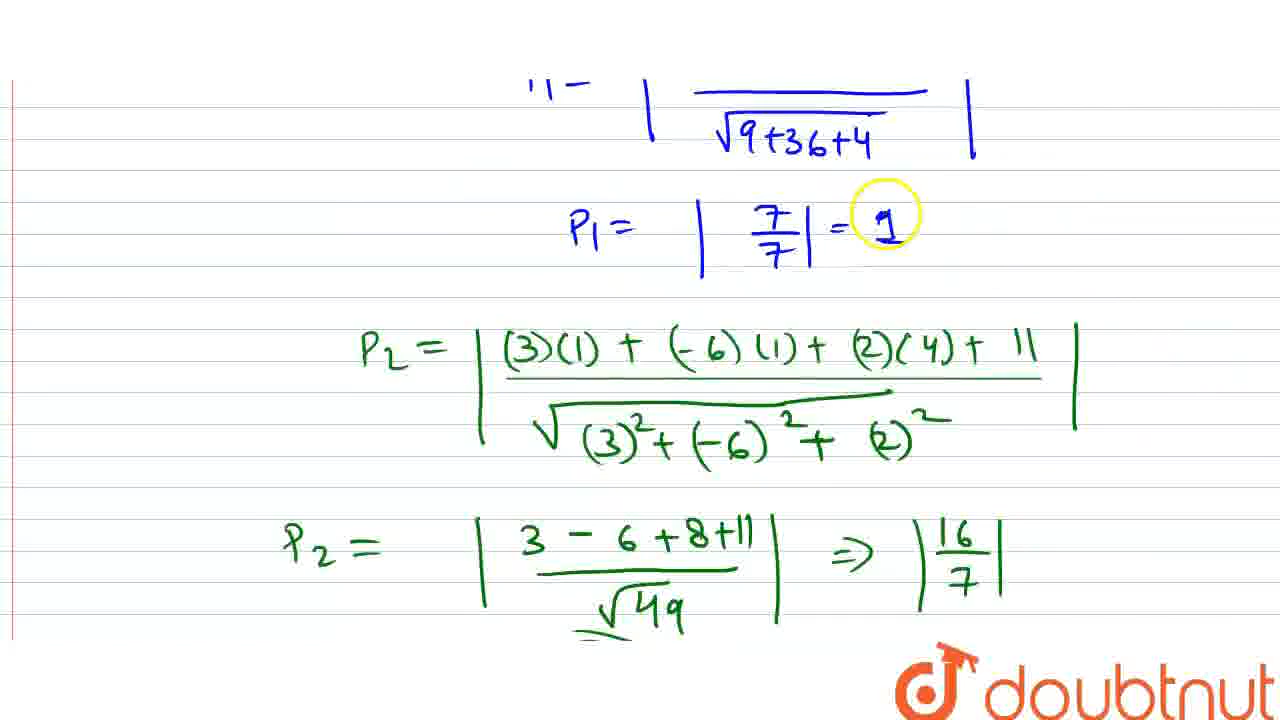 √9+36+4
P1 = | 7/7 | = 1
P2 = | (3)(1) + (-6)(1) + (2)(4) + 11 / √(3)²+(-6)²+(2)² |
P2 = | 3 - 6 + 8 + 11 / √49 | ⇒ | 16/7 |
doubtnut